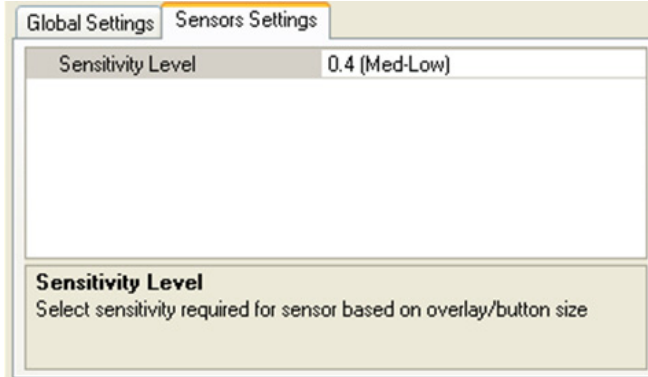 Global Settings Sensors Settings
Sensitivity Level 0.4 (Med-Low)
Sensitivity Level
Select sensitivity required for sensor based on overlay/button size